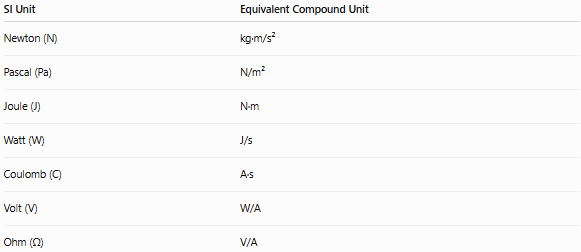 SI Unit Equivalent Compound Unit
Newton (N) kg·m/s²
Pascal (Pa) N/m²
Joule (J) N·m
Watt (W) J/s
Coulomb (C) A·s
Volt (V) W/A
Ohm (Ω) V/A